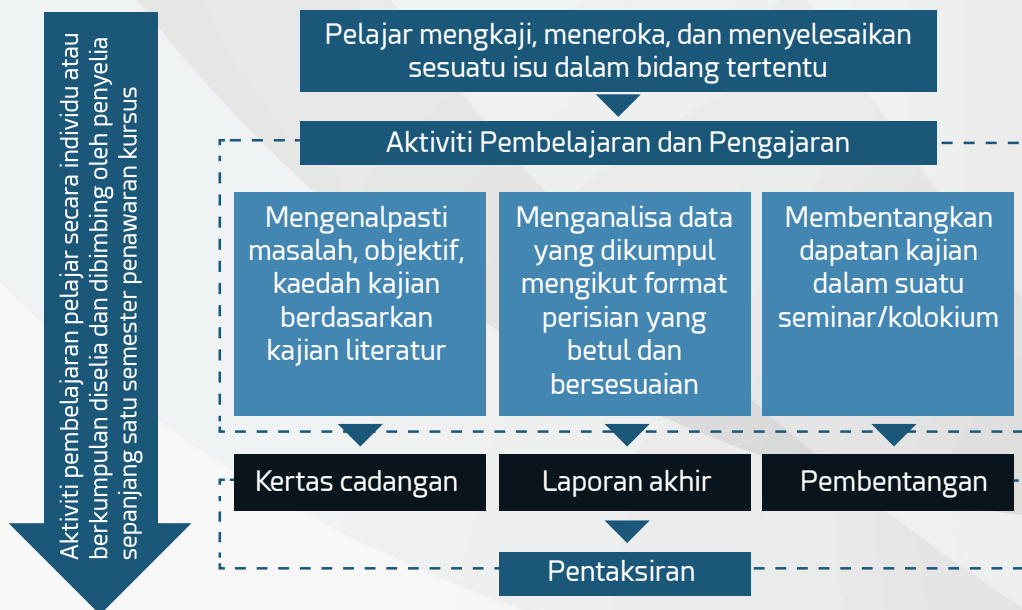 Aktiviti pembelajaran pelajar secara individu atau
berkumpulan diselia dan dibimbing oleh penyelia
sepanjang satu semester penawaran kursus
Pelajar mengkaji, meneroka, dan menyelesaikan
sesuatu isu dalam bidang tertentu
Aktiviti Pembelajaran dan Pengajaran
Mengenalpasti
masalah, objektif,
kaedah kajian
berdasarkan
kajian literatur
Menganalisa data
yang dikumpul
mengikut format
perisian yang
betul dan
bersesuaian
Membentangkan
dapatan kajian
dalam suatu
seminar/kolokium
Kertas cadangan
Laporan akhir
Pembentangan
Pentaksiran